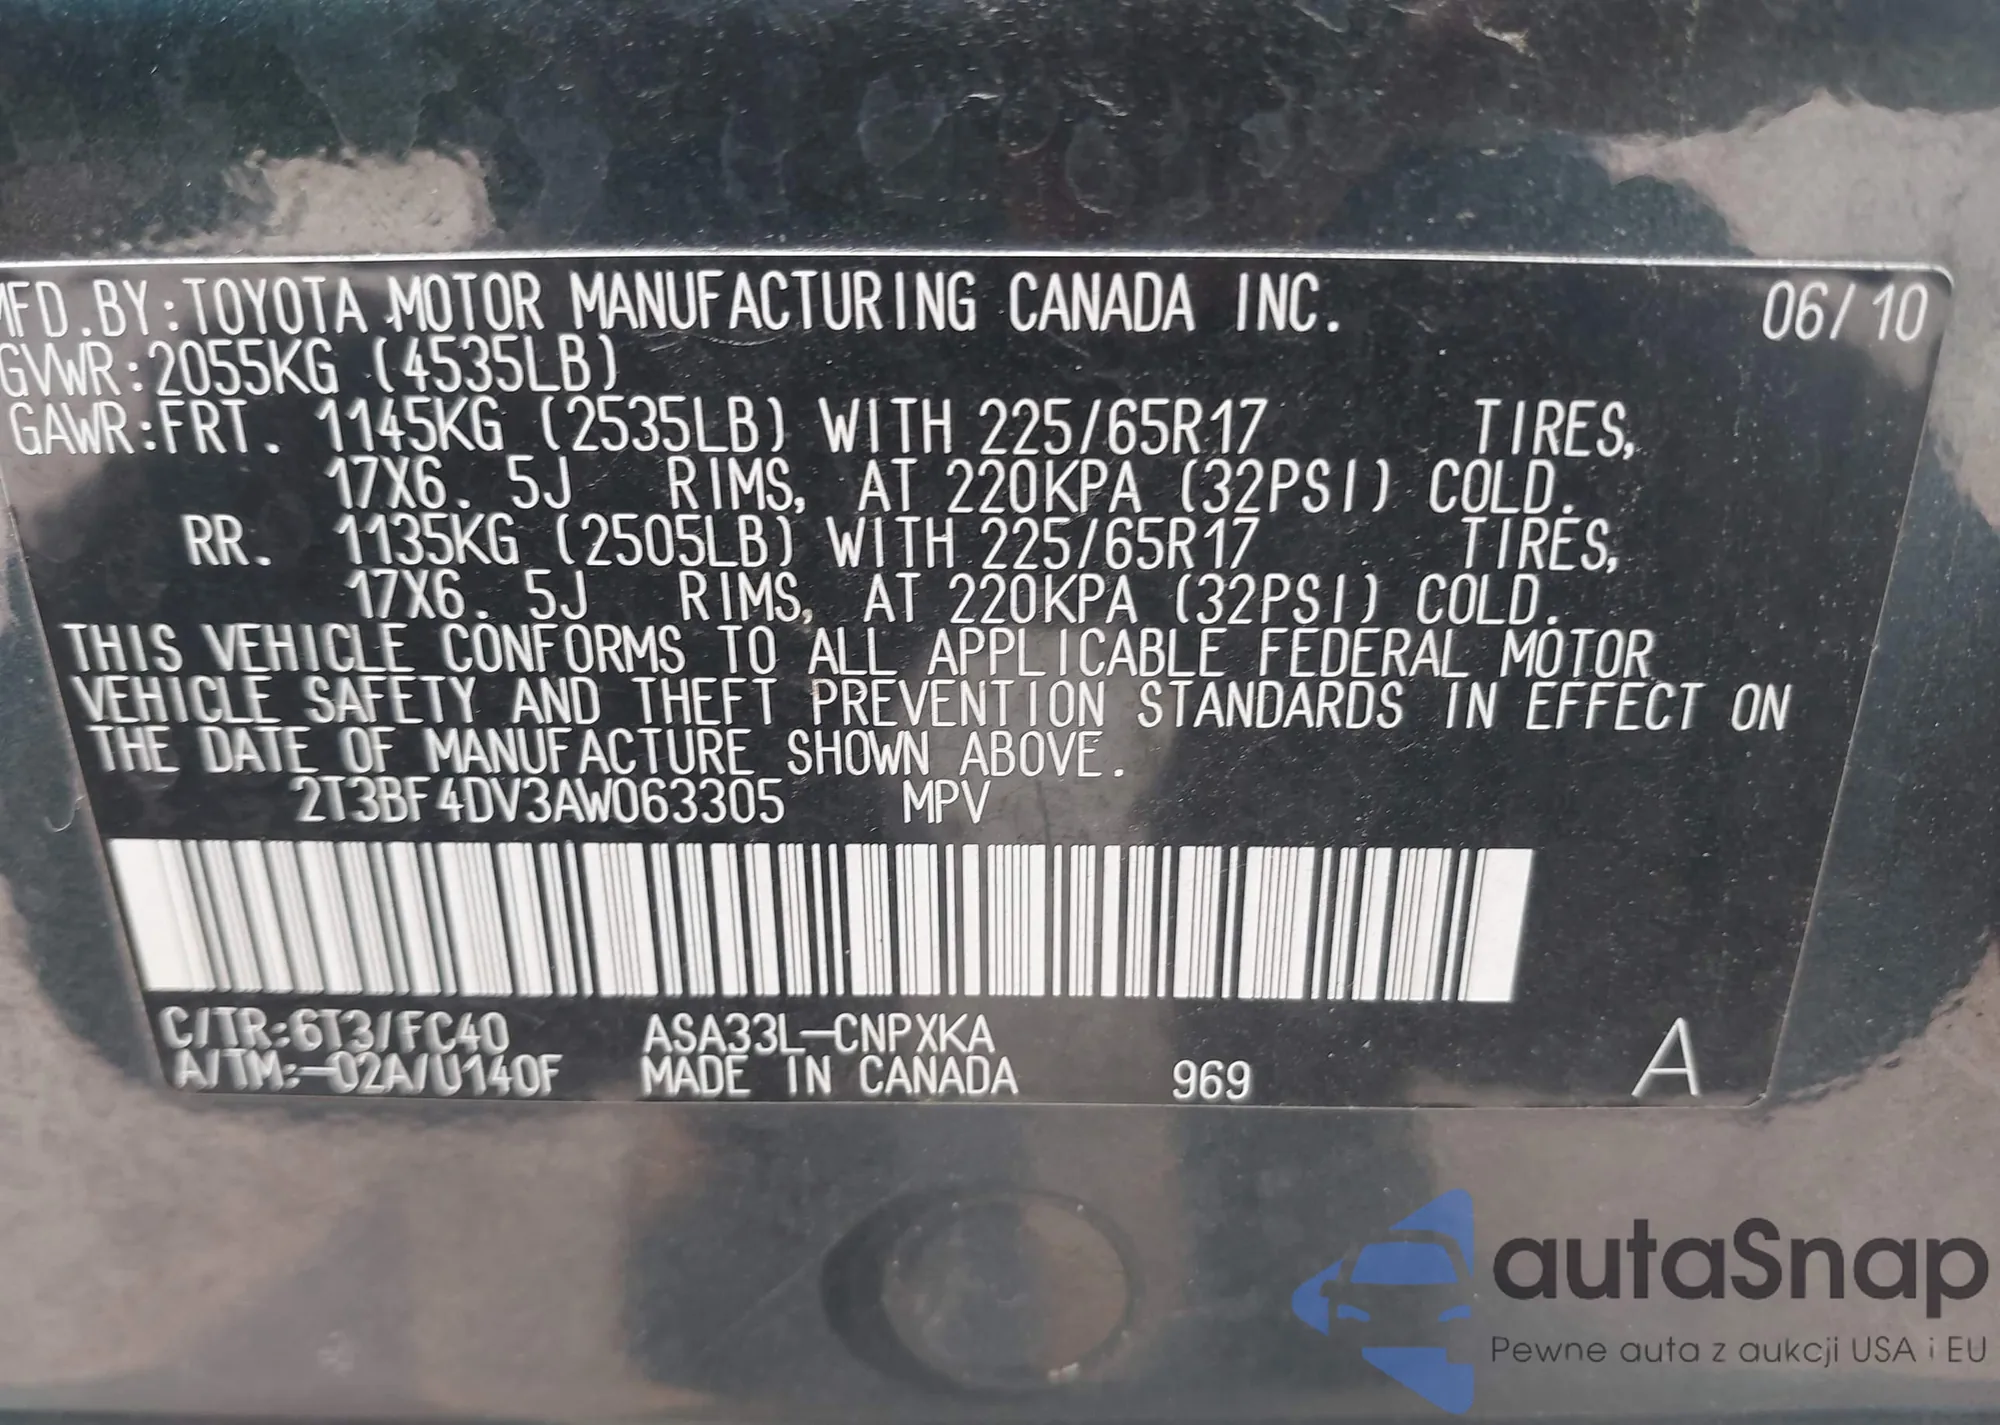 MFD.BY:TOYOTA MOTOR MANUFACTURING CANADA INC. 06/10
GVWR:2055KG (4535LB)
GAWR:FRT. 1145KG (2535LB) WITH 225/65R17 TIRES,
17X6.5J RIMS, AT 220KPA (32PSI) COLD.
RR. 1135KG (2505LB) WITH 225/65R17 TIRES,
17X6.5J RIMS, AT 220KPA (32PSI) COLD.
THIS VEHICLE CONFORMS TO ALL APPLICABLE FEDERAL MOTOR
VEHICLE SAFETY AND THEFT PREVENTION STANDARDS IN EFFECT ON
THE DATE OF MANUFACTURE SHOWN ABOVE.
2T3BF4DV3AW063305 MPV
C/TR:6T3/FC40 ASA33L-CNPXKA
A/TM:-02A/U140F MADE IN CANADA 969 A
autaSnap
Pewne auta z aukcji USA i EU